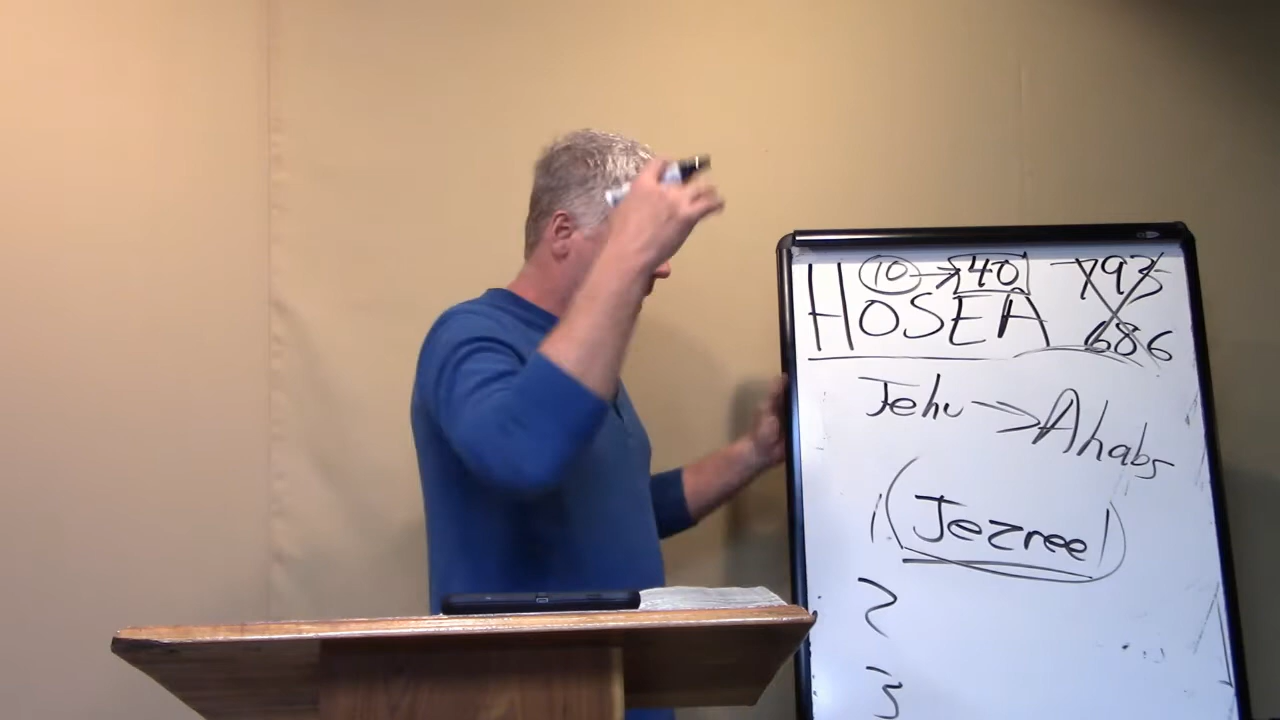 10 → 40 793
HOSEA 686
Jehu → Ahabs
1 (Jezreel)
2
3